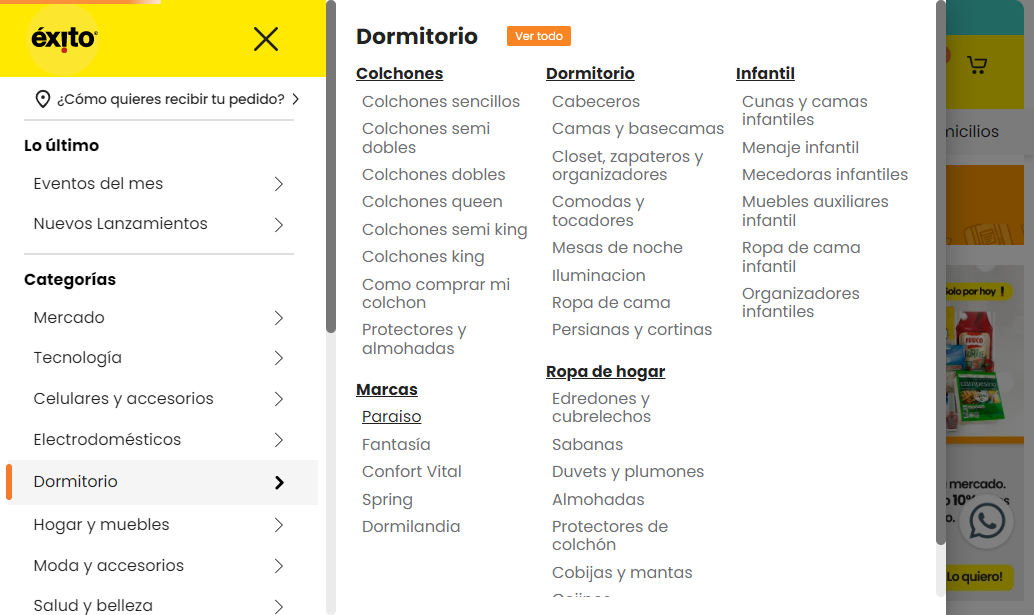 éxito
¿Cómo quieres recibir tu pedido?
Lo último
Eventos del mes
Nuevos Lanzamientos
Categorías
Mercado
Tecnología
Celulares y accesorios
Electrodomésticos
Dormitorio
Hogar y muebles
Moda y accesorios
Salud y belleza
Dormitorio
Ver todo
Colchones
Colchones sencillos
Colchones semi
dobles
Colchones dobles
Colchones queen
Colchones semi king
Colchones king
Como comprar mi
colchon
Protectores y
almohadas
Marcas
Paraiso
Fantasía
Confort Vital
Spring
Dormilandia
Dormitorio
Cabeceros
Camas y basecamas
Closet, zapateros y
organizadores
Comodas y
tocadores
Mesas de noche
Iluminacion
Ropa de cama
Persianas y cortinas
Ropa de hogar
Edredones y
cubrelechos
Sabanas
Duvets y plumones
Almohadas
Protectores de
colchón
Cobijas y mantas
Infantil
Cunas y camas
infantiles
Menaje infantil
Mecedoras infantiles
Muebles auxiliares
infantil
Ropa de cama
infantil
Organizadores
infantiles
micilios
olo por hoy !
mercado.
10%
Lo quiero!